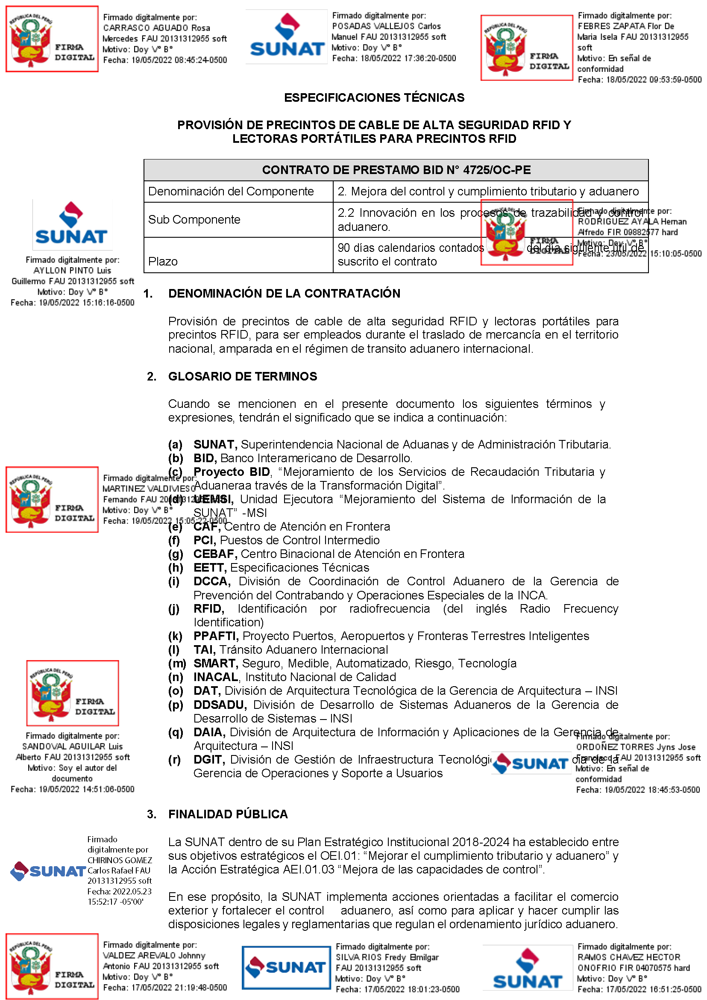 REPÚBLICA DEL PERÚ
FIRMA
DIGITAL
Firmado digitalmente por:
CARRASCO AGUADO Rosa
Mercedes FAU 20131312955 soft
Motivo: Doy V° B°
Fecha: 19/05/2022 08:45:24-0500
SUNAT
Firmado digitalmente por:
POSADAS VALLEJOS Carlos
Manuel FAU 20131312955 soft
Motivo: Doy V° B°
Fecha: 18/05/2022 17:36:20-0500
REPÚBLICA DEL PERÚ
FIRMA
DIGITAL
Firmado digitalmente por:
FEBRES ZAPATA Flor De
Maria Isela FAU 20131312955
soft
Motivo: En señal de
conformidad
Fecha: 18/05/2022 09:53:59-0500
ESPECIFICACIONES TÉCNICAS
PROVISIÓN DE PRECINTOS DE CABLE DE ALTA SEGURIDAD RFID Y
LECTORAS PORTÁTILES PARA PRECINTOS RFID
CONTRATO DE PRESTAMO BID N° 4725/OC-PE
Denominación del Componente
2. Mejora del control y cumplimiento tributario y aduanero
Sub Componente
2.2 Innovación en los procesos de trazabilidad y control
aduanero.
Plazo
90 días calendarios contados del día siguiente útil de
suscrito el contrato
REPÚBLICA DEL PERÚ
FIRMA
DIGITAL
Firmado digitalmente por:
RODRIGUEZ AYALA Hernan
Alfredo FIR 09882577 hard
Motivo: Doy V° B°
Fecha: 23/05/2022 15:10:05-0500
SUNAT
Firmado digitalmente por:
AYLLON PINTO Luis
Guillermo FAU 20131312955 soft
Motivo: Doy V° B°
Fecha: 19/05/2022 15:16:16-0500
1. DENOMINACIÓN DE LA CONTRATACIÓN
Provisión de precintos de cable de alta seguridad RFID y lectoras portátiles para
precintos RFID, para ser empleados durante el traslado de mercancía en el territorio
nacional, amparada en el régimen de transito aduanero internacional.
2. GLOSARIO DE TERMINOS
Cuando se mencionen en el presente documento los siguientes términos y
expresiones, tendrán el significado que se indica a continuación:
(a) SUNAT, Superintendencia Nacional de Aduanas y de Administración Tributaria.
(b) BID, Banco Interamericano de Desarrollo.
(c) Proyecto BID, “Mejoramiento de los Servicios de Recaudación Tributaria y
Aduaneraa través de la Transformación Digital”.
(d) UEMSI, Unidad Ejecutora “Mejoramiento del Sistema de Información de la
SUNAT” -MSI
(e) CAF, Centro de Atención en Frontera
(f) PCI, Puestos de Control Intermedio
(g) CEBAF, Centro Binacional de Atención en Frontera
(h) EETT, Especificaciones Técnicas
(i) DCCA, División de Coordinación de Control Aduanero de la Gerencia de
Prevención del Contrabando y Operaciones Especiales de la INCA.
(j) RFID, Identificación por radiofrecuencia (del inglés Radio Frecuency
Identification)
(k) PPAFTI, Proyecto Puertos, Aeropuertos y Fronteras Terrestres Inteligentes
(l) TAI, Tránsito Aduanero Internacional
(m) SMART, Seguro, Medible, Automatizado, Riesgo, Tecnología
(n) INACAL, Instituto Nacional de Calidad
(o) DAT, División de Arquitectura Tecnológica de la Gerencia de Arquitectura – INSI
(p) DDSADU, División de Desarrollo de Sistemas Aduaneros de la Gerencia de
Desarrollo de Sistemas – INSI
(q) DAIA, División de Arquitectura de Información y Aplicaciones de la Gerencia de
Arquitectura – INSI
(r) DGIT, División de Gestión de Infraestructura de la
Gerencia de Operaciones y Soporte a Usuarios
REPÚBLICA DEL PERÚ
FIRMA
DIGITAL
Firmado digitalmente por:
MARTINEZ VALDIVIESO
Fernando FAU 20131312955 soft
Motivo: Doy V° B°
Fecha: 19/05/2022 15:05:22-0500
REPÚBLICA DEL PERÚ
FIRMA
DIGITAL
Firmado digitalmente por:
SANDOVAL AGUILAR Luis
Alberto FAU 20131312955 soft
Motivo: Soy el autor del
documento
Fecha: 19/05/2022 14:51:06-0500
SUNAT
Firmado digitalmente por:
ORDOÑEZ TORRES Jyns Jose
Francisco FAU 20131312955 soft
Motivo: En señal de
conformidad
Fecha: 19/05/2022 18:45:53-0500
3. FINALIDAD PÚBLICA
La SUNAT dentro de su Plan Estratégico Institucional 2018-2024 ha establecido entre
sus objetivos estratégicos el OEI.01: “Mejorar el cumplimiento tributario y aduanero” y
la Acción Estratégica AEI.01.03 “Mejora de las capacidades de control”.
En ese propósito, la SUNAT implementa acciones orientadas a facilitar el comercio
exterior y fortalecer el control aduanero, así como para aplicar y hacer cumplir las
disposiciones legales y reglamentarias que regulan el ordenamiento jurídico aduanero.
SUNAT
Firmado
digitalmente por
CHIRINOS GOMEZ
Carlos Rafael FAU
20131312955 soft
Fecha: 2022.05.23
15:52:17 -05'00'
REPÚBLICA DEL PERÚ
FIRMA
DIGITAL
Firmado digitalmente por:
VALDEZ AREVALO Johnny
Antonio FAU 20131312955 soft
Motivo: Doy V° B°
Fecha: 17/05/2022 21:19:48-0500
SUNAT
Firmado digitalmente por:
SILVA RIOS Fredy Elmilgar
FAU 20131312955 soft
Motivo: Doy V° B°
Fecha: 17/05/2022 18:01:23-0500
SUNAT
Firmado digitalmente por:
RAMOS CHAVEZ HECTOR
ONOFRIO FIR 04070575 hard
Motivo: Doy V° B°
Fecha: 17/05/2022 16:51:25-0500